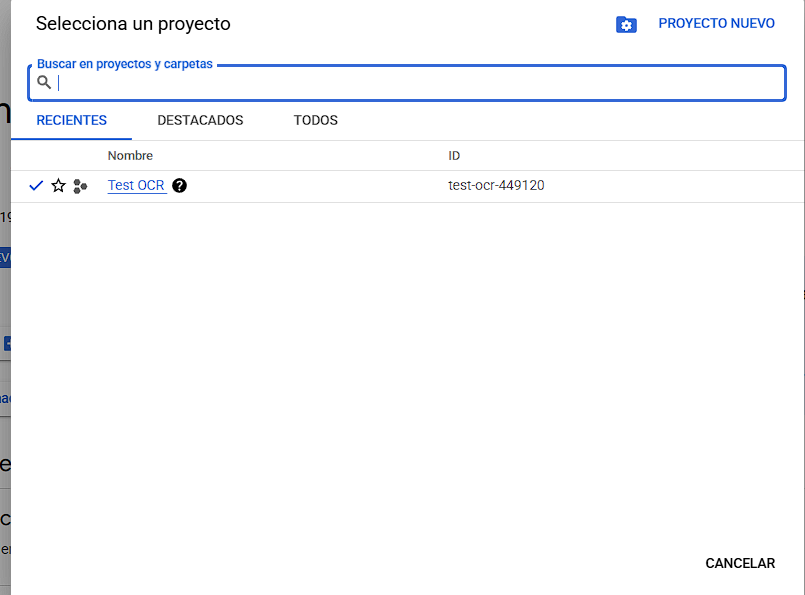 Selecciona un proyecto
PROYECTO NUEVO
Buscar en proyectos y carpetas
RECIENTES DESTACADOS TODOS
Nombre ID
Test OCR ? test-ocr-449120
CANCELAR